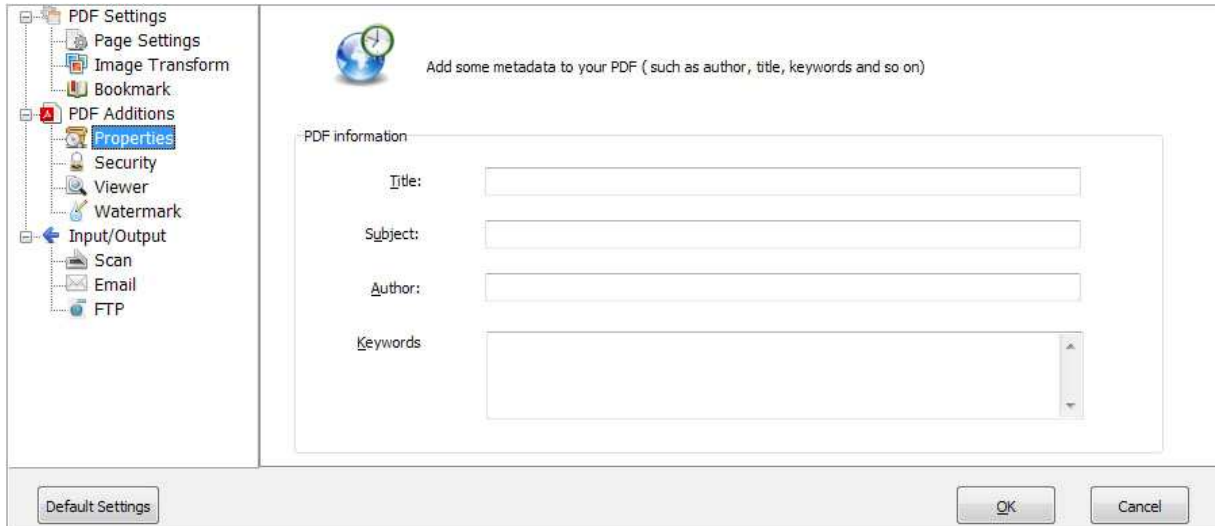 PDF Settings
Page Settings
Image Transform
Bookmark
PDF Additions
Properties
Security
Viewer
Watermark
Input/Output
Scan
Email
FTP
Add some metadata to your PDF ( such as author, title, keywords and so on)
PDF information
Title:
Subject:
Author:
Keywords
Default Settings
OK
Cancel